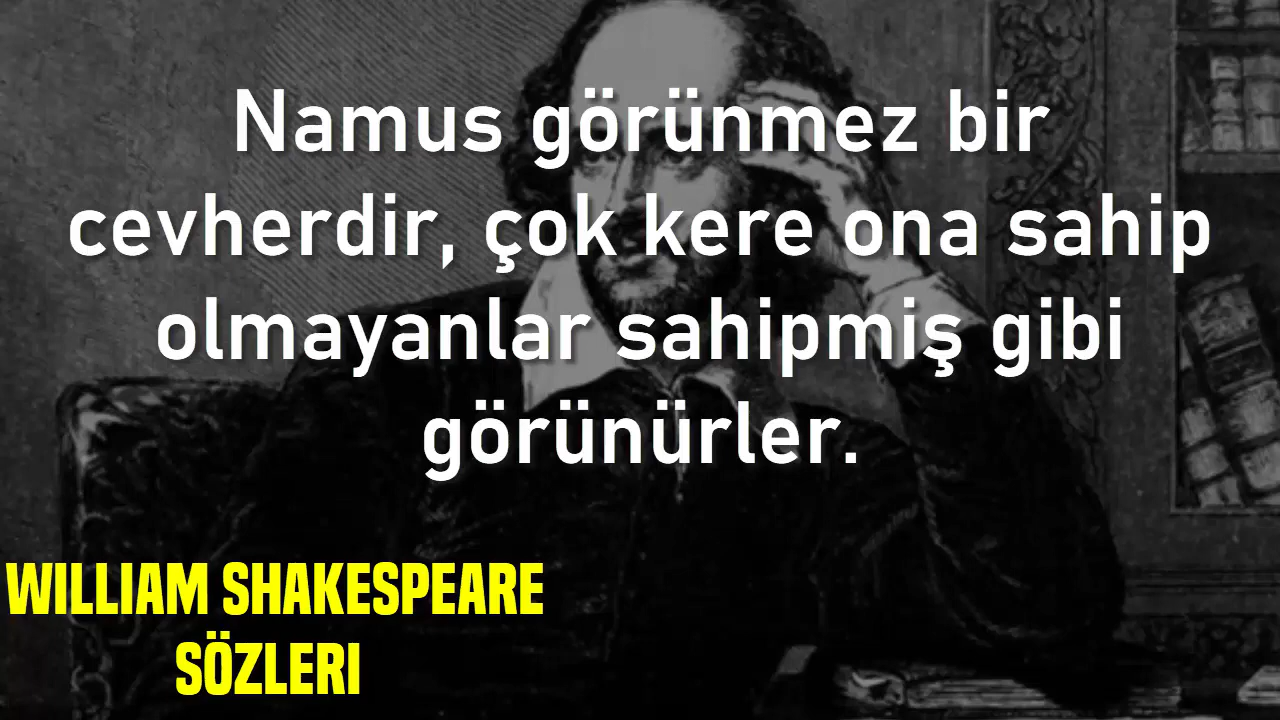 Namus görünmez bir
cevherdir, çok kere ona sahip
olmayanlar sahipmiş gibi
görünürler.
WILLIAM SHAKESPEARE
SÖZLERI